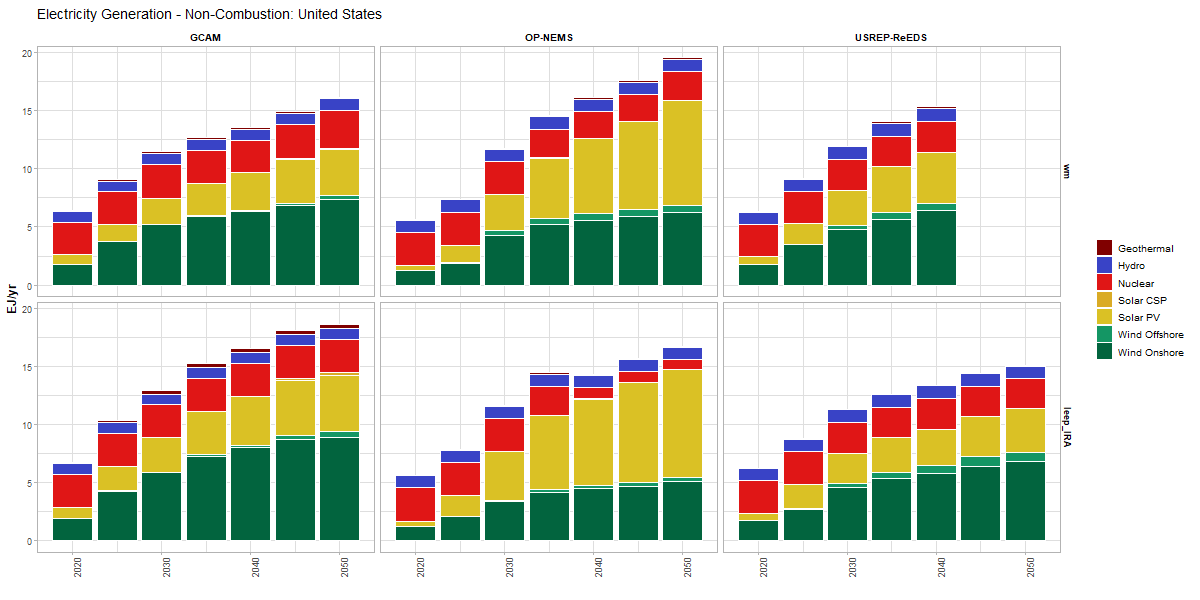 Electricity Generation - Non-Combustion: United States
GCAM OP-NEMS USREP-ReEDS
EJ/yr
20
15
10
5
0
wm
20
15
10
5
0
leep_IRA
2020 2030 2040 2050 2020 2030 2040 2050 2020 2030 2040 2050
Geothermal
Hydro
Nuclear
Solar CSP
Solar PV
Wind Offshore
Wind Onshore